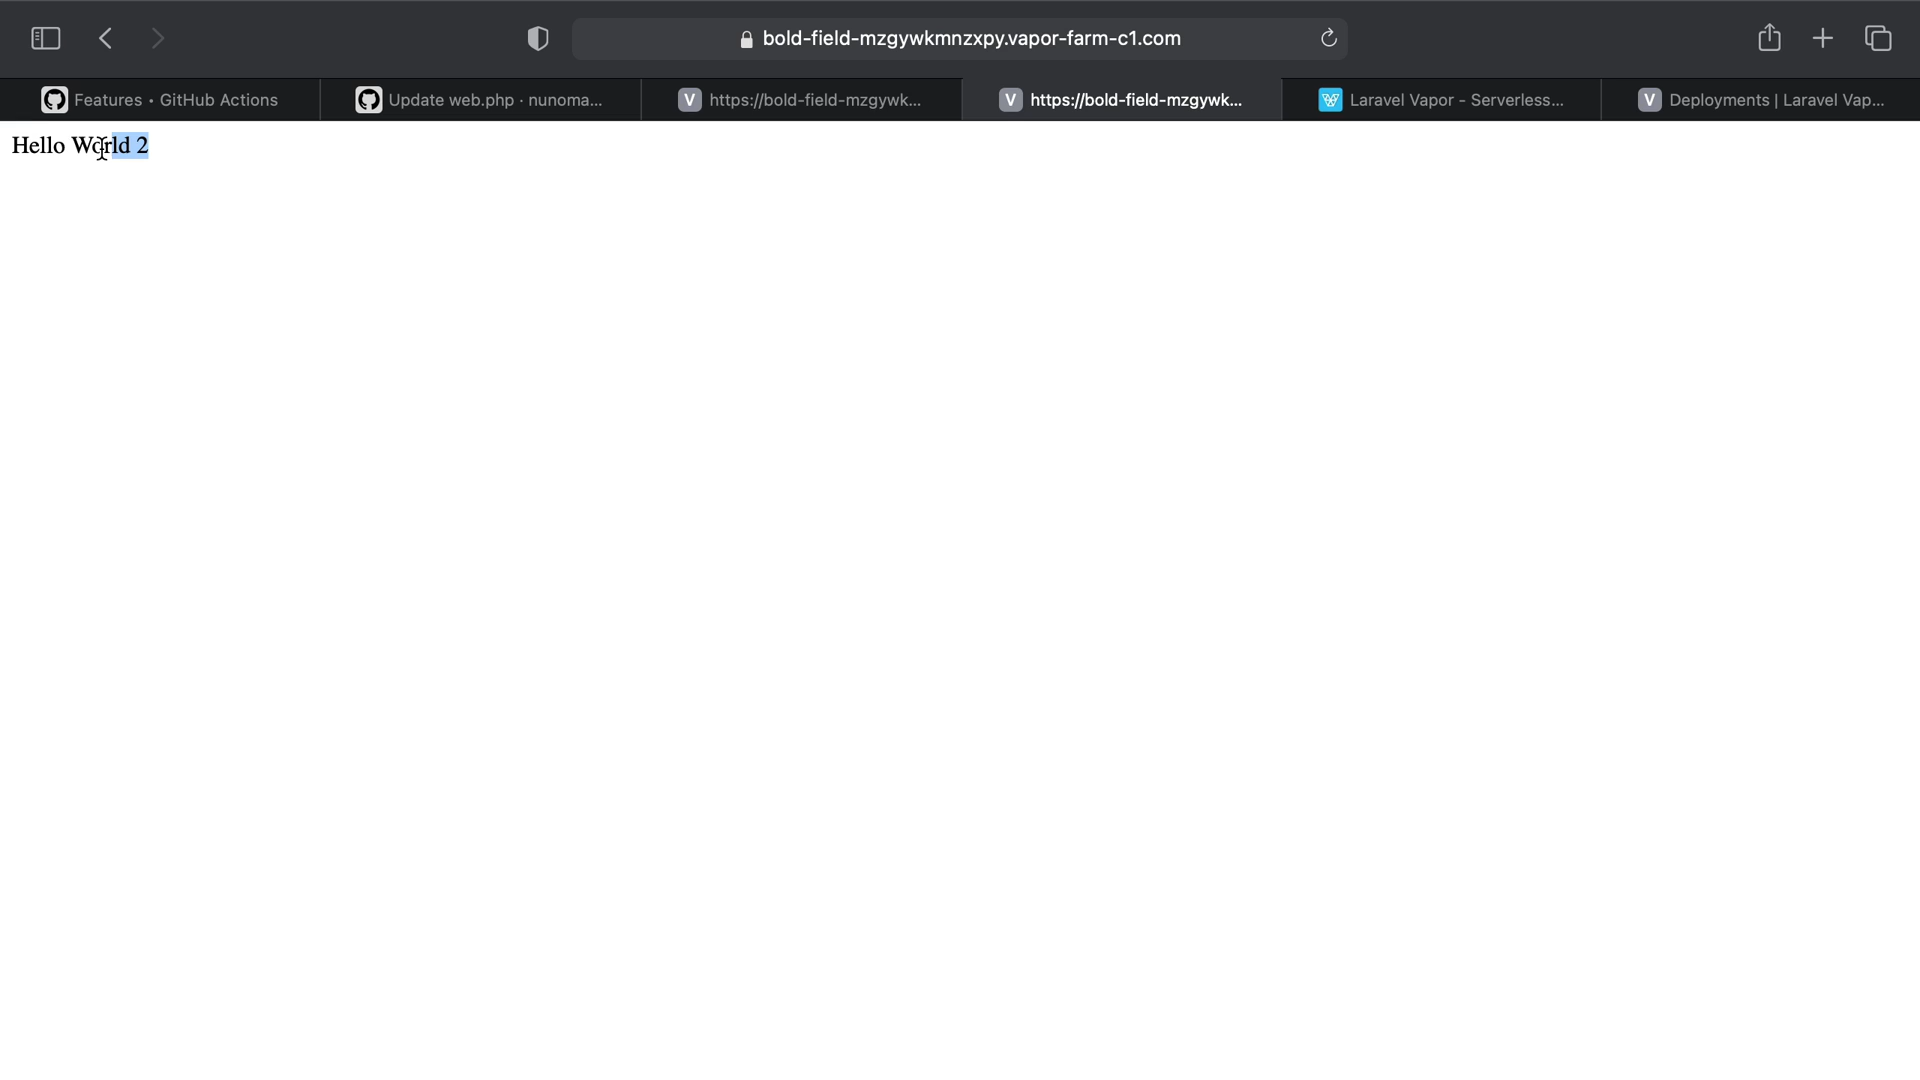 bold-field-mzgywkmnzxpy.vapor-farm-c1.com
Features • GitHub Actions
Update web.php · nunoma...
V https://bold-field-mzgywk...
V https://bold-field-mzgywk...
Laravel Vapor - Serverless...
V Deployments | Laravel Vap...
Hello World 2